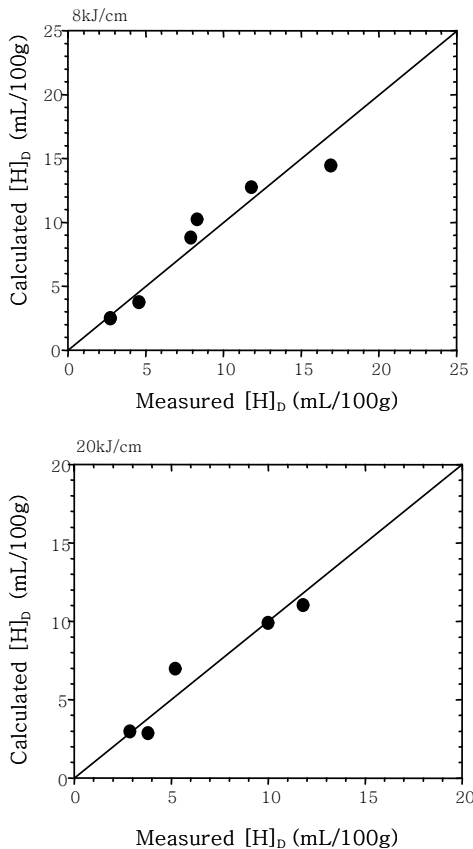 8kJ/cm
25
20
15
10
5
0
0 5 10 15 20 25
Calculated [H]D (mL/100g)
Measured [H]D (mL/100g)
20kJ/cm
20
15
10
5
0
0 5 10 15 20
Calculated [H]D (mL/100g)
Measured [H]D (mL/100g)